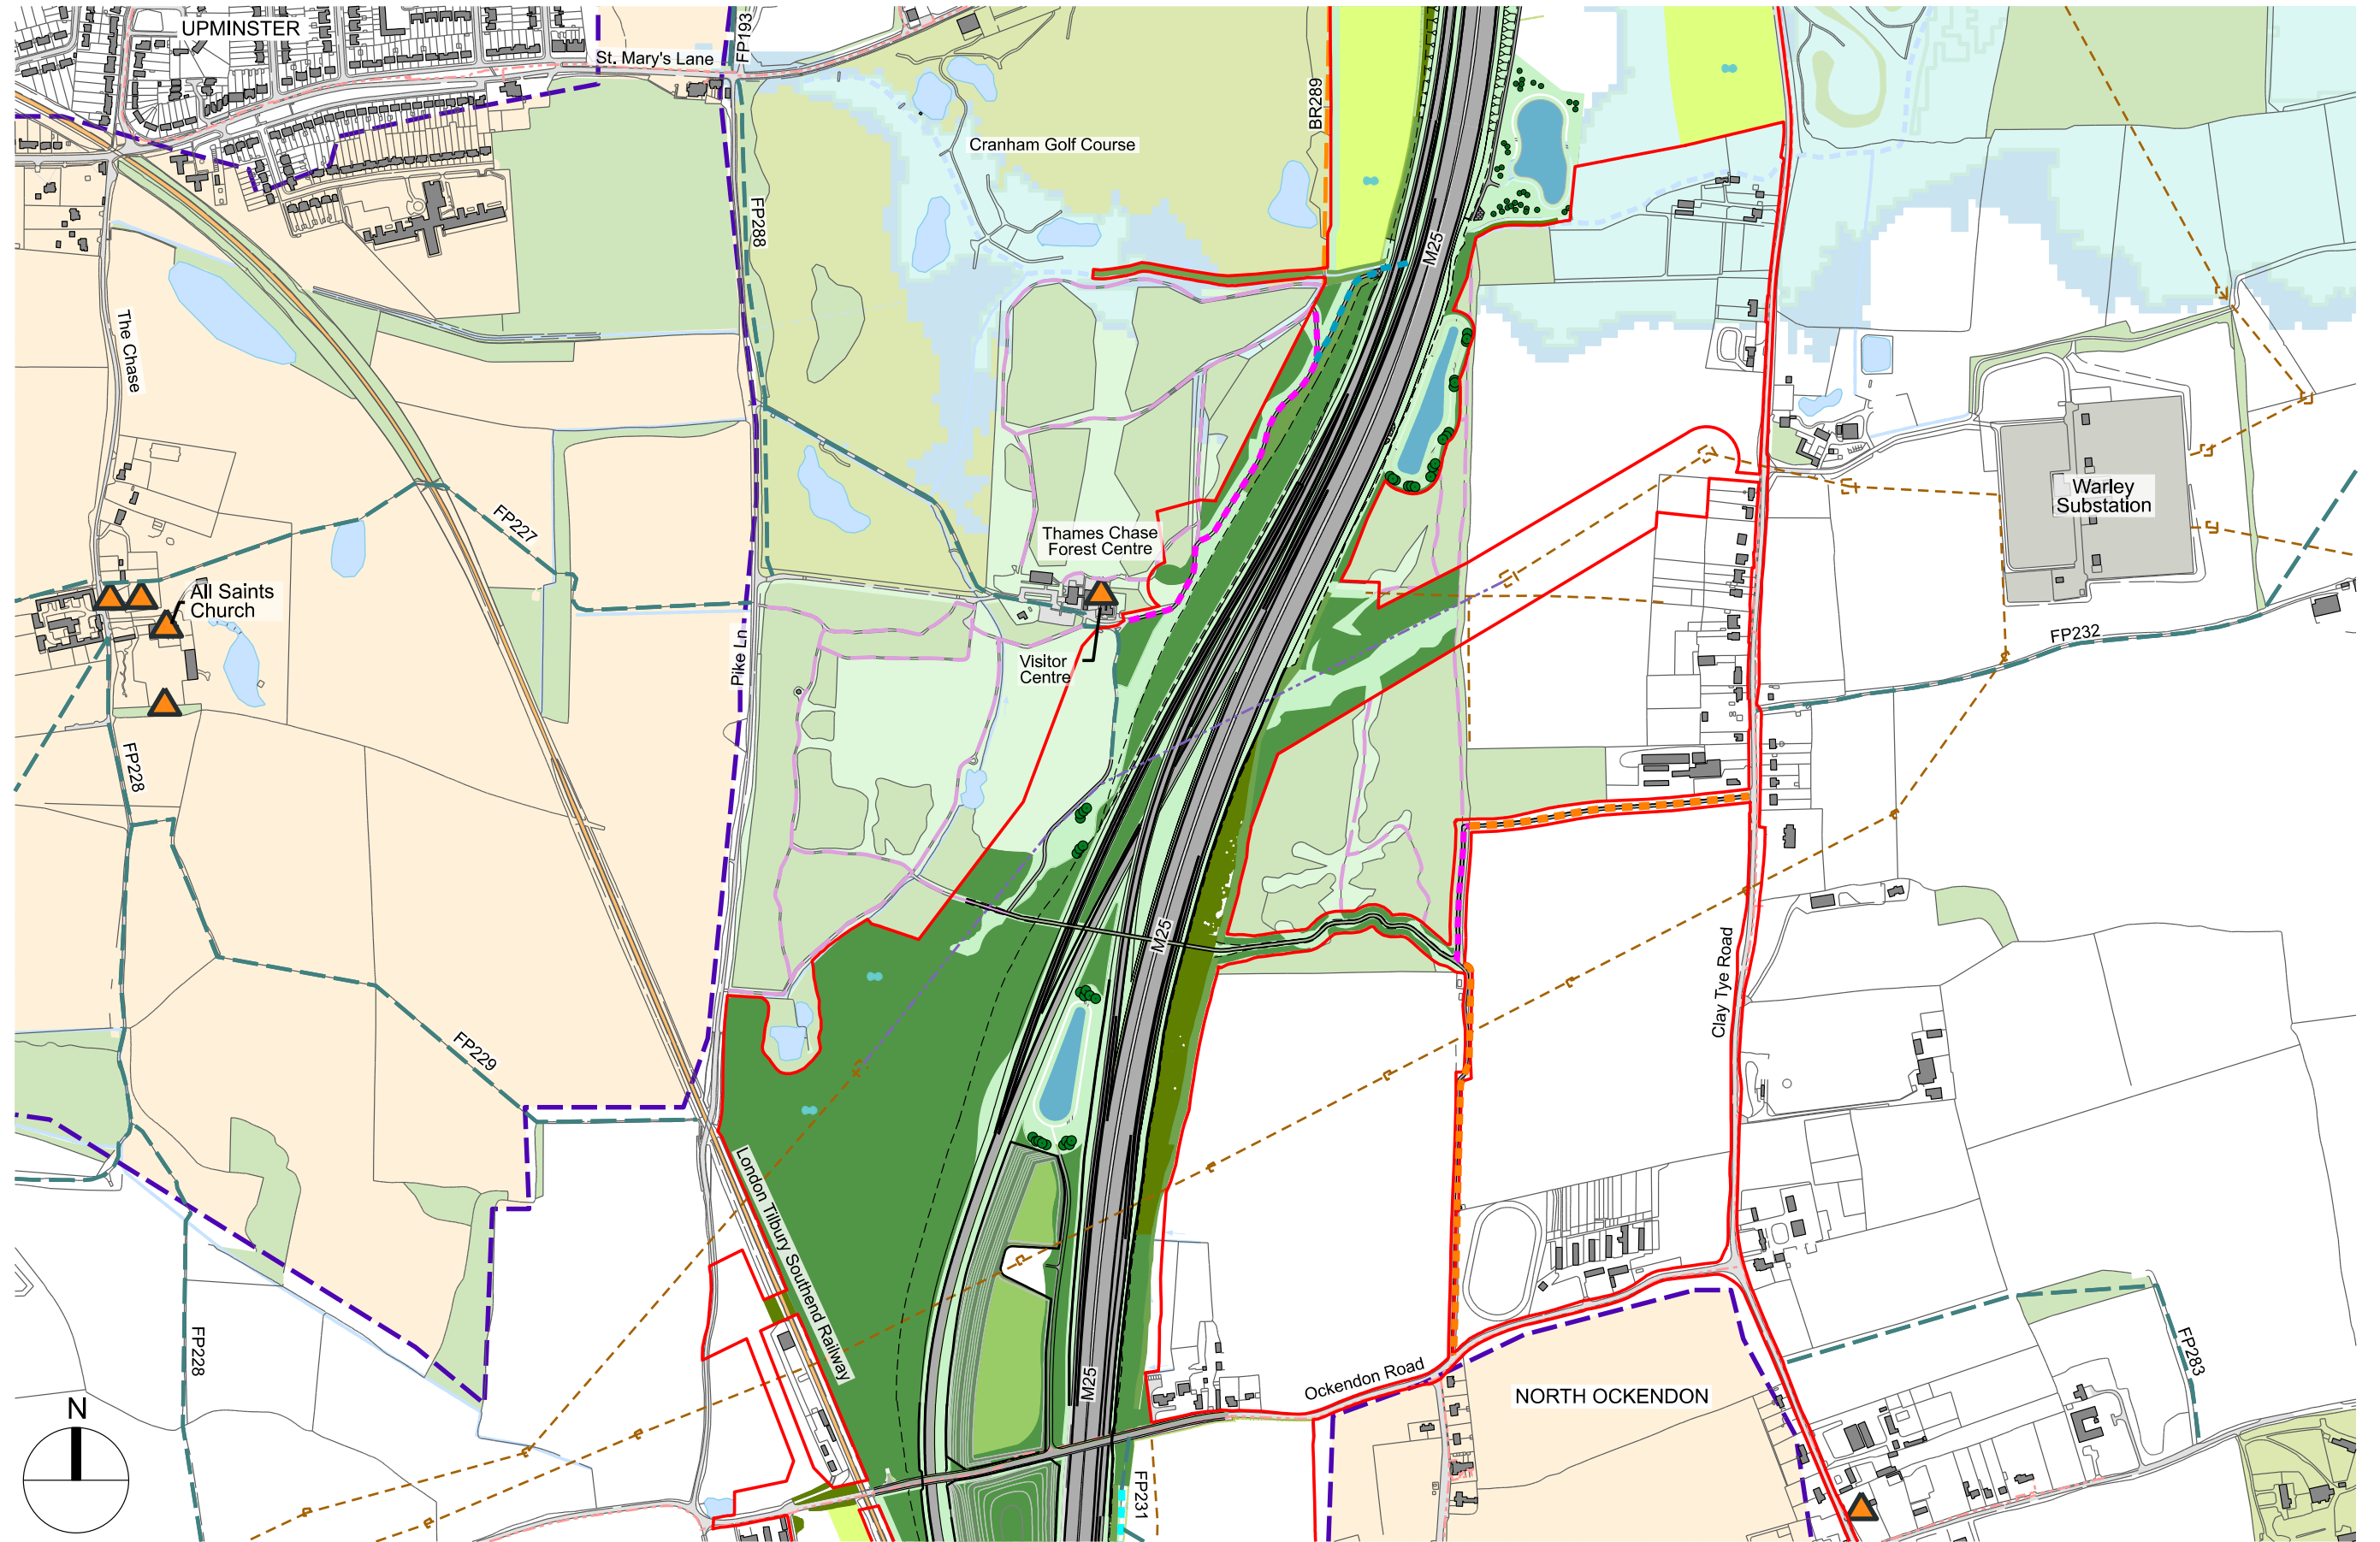 UPMINSTER
St. Mary's Lane
FP193
BR289
Cranham Golf Course
FP288
M25
The Chase
FP227
Thames Chase
Forest Centre
Warley
Substation
All Saints
Church
FP232
Pike Ln
Visitor
Centre
FP228
M25
Clay Tye Road
FP229
London Tilbury Southend Railway
FP228
M25
Ockendon Road
NORTH OCKENDON
FP283
N
FP231